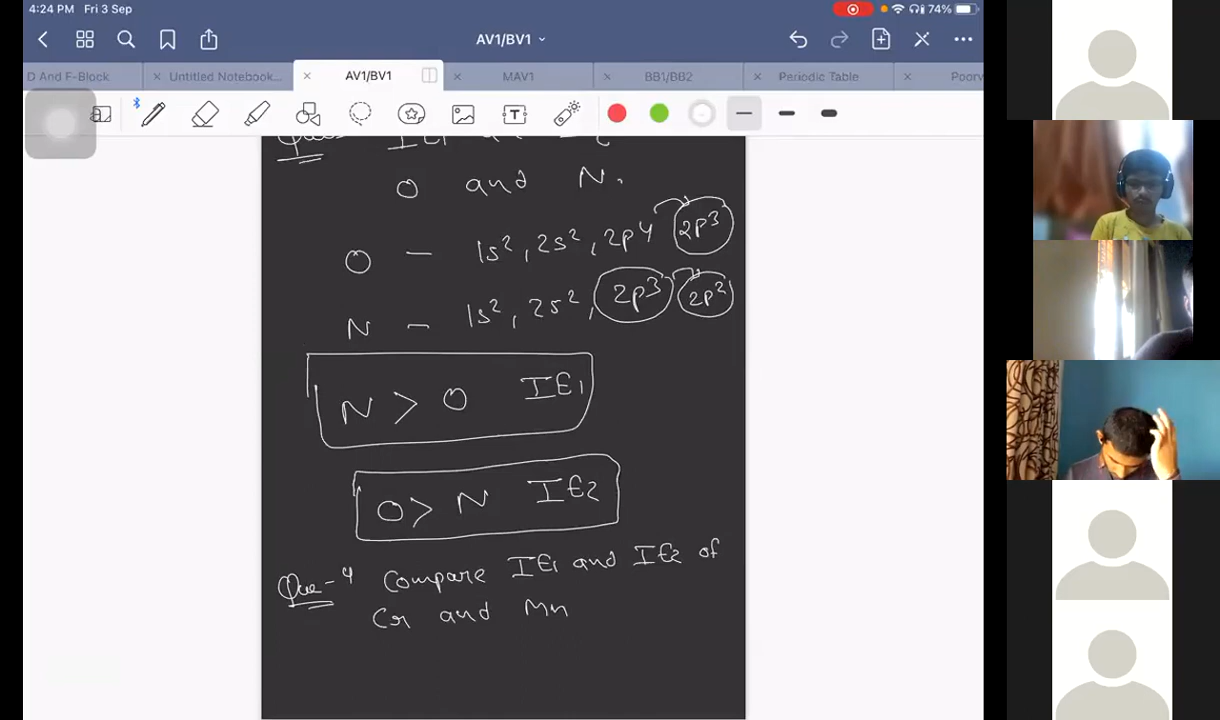 4:24 PM Fri 3 Sep
74%
AV1/BV1
D And F-Block
Untitled Notebook...
AV1/BV1
MAV1
BB1/BB2
Periodic Table
Poorv
O and N.
O - 1s², 2s², 2p4 2p³
N - 1s², 2s², 2p³ 2p²
N > O IE1
O > N IE2
Que-4 Compare IE1 and IE2 of
Cr and Mn